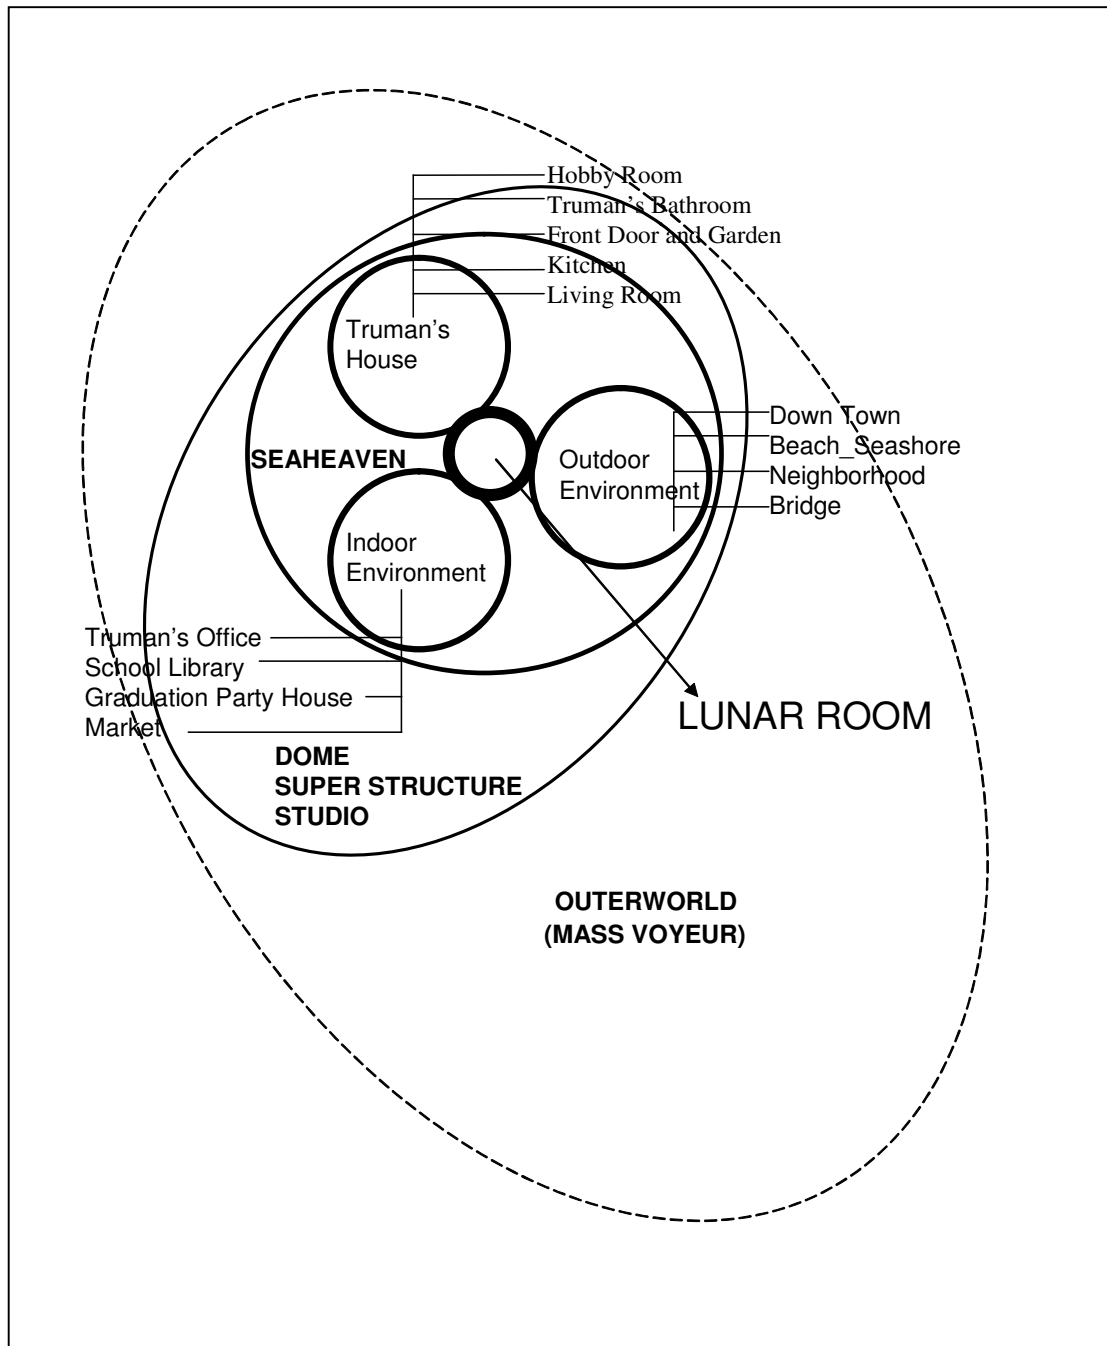 Hobby Room
Truman's Bathroom
Front Door and Garden
Kitchen
Living Room
Truman's
House
Down Town
Beach_Seashore
Neighborhood
Bridge
SEAHEAVEN
Outdoor
Environment
Indoor
Environment
Truman's Office
School Library
Graduation Party House
Market
LUNAR ROOM
DOME
SUPER STRUCTURE
STUDIO
OUTERWORLD
(MASS VOYEUR)